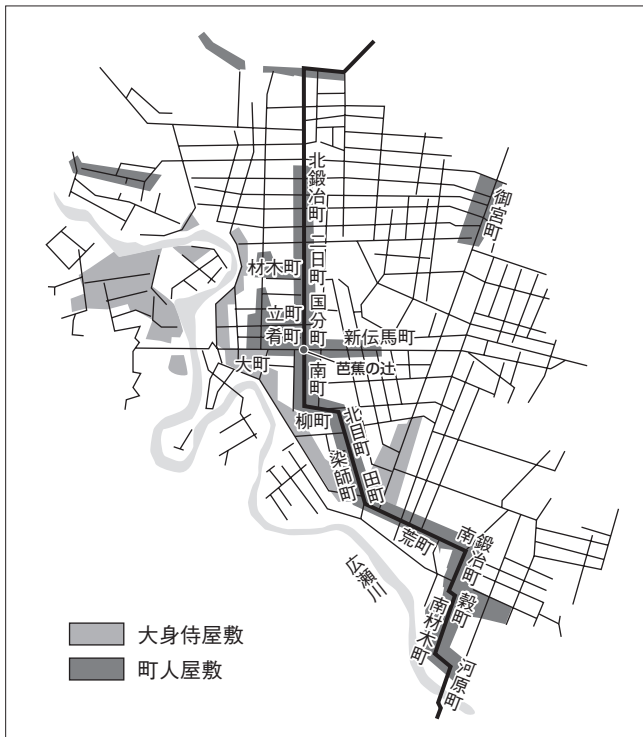 北鍛冶町
二日町
国分町
御宮町
材木町
立町
肴町
新伝馬町
大町
南町
芭蕉の辻
柳町
北目町
染師町
田町
荒町
南鍛冶町
穀町
南材木町
河原町
広瀬川
大身侍屋敷
町人屋敷